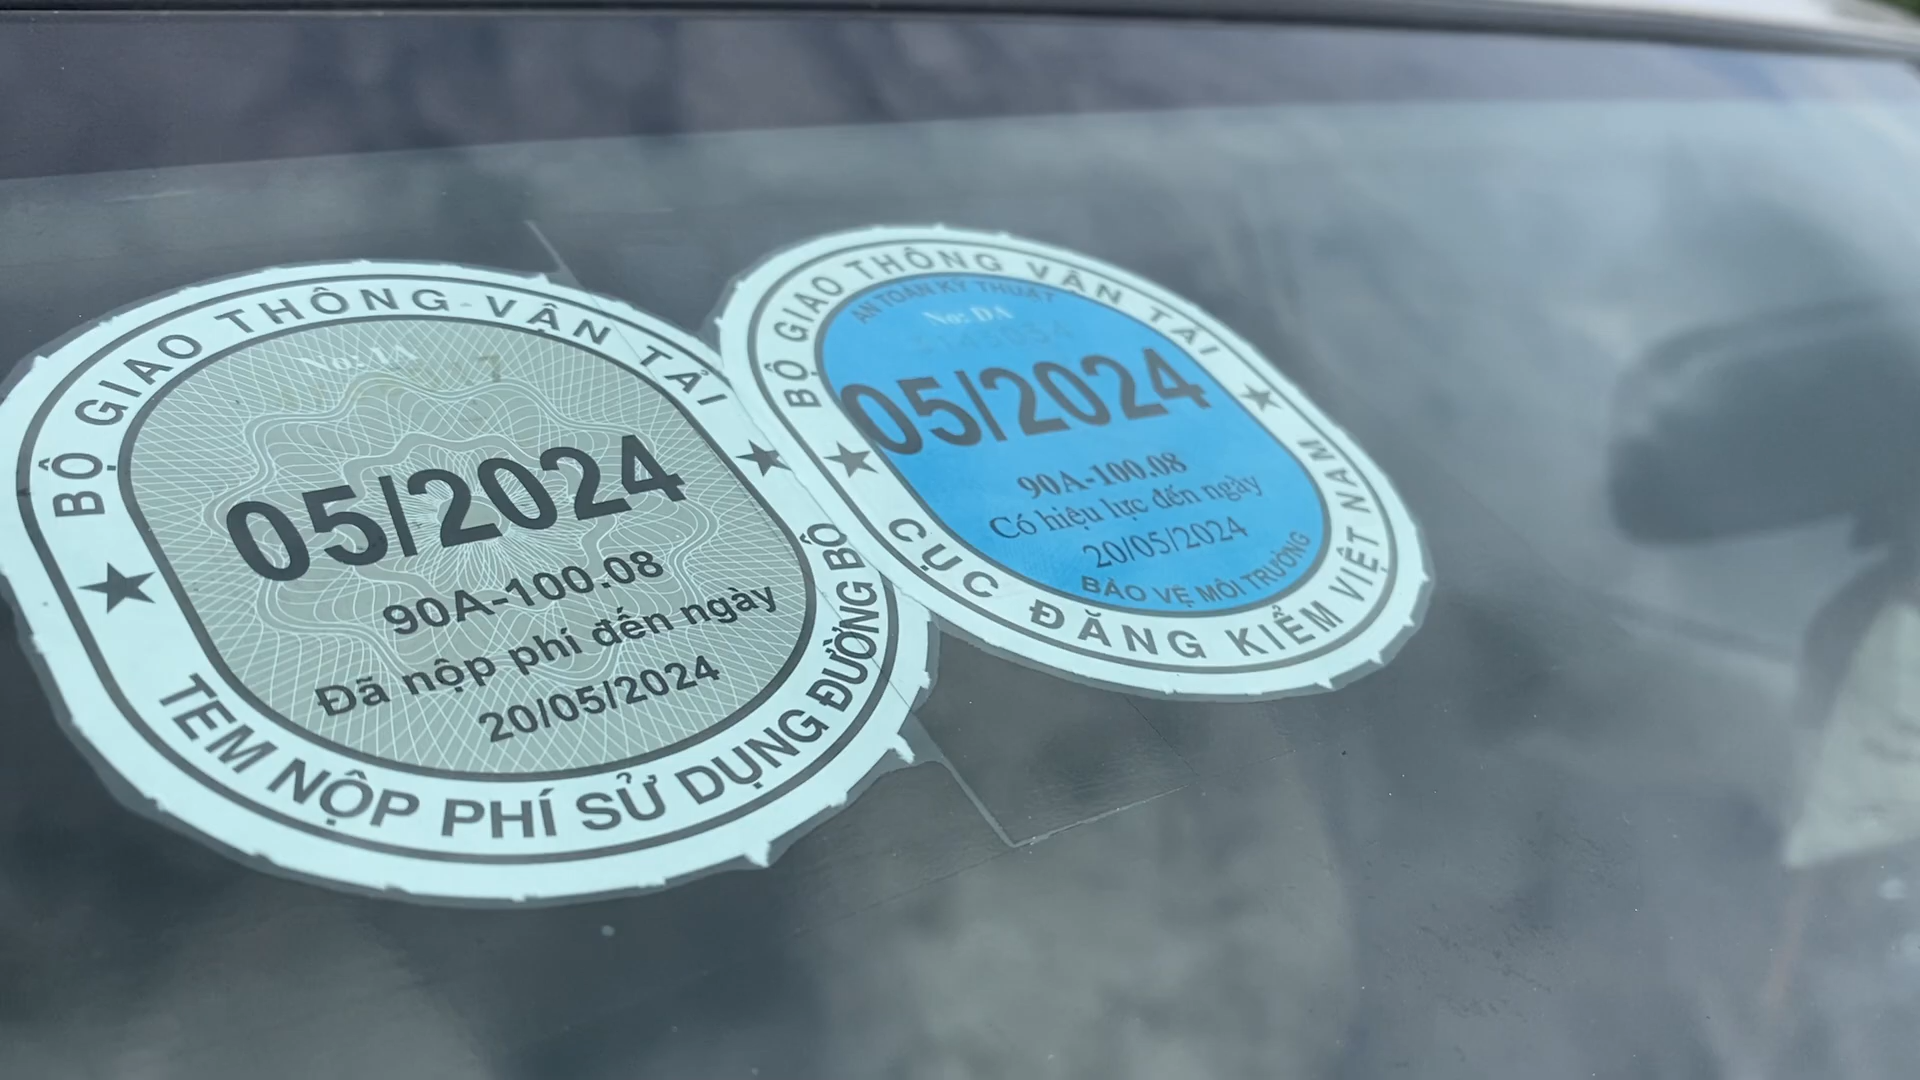 BỘ GIAO THÔNG VẬN TẢI
No: IA
05/2024
90A-100.08
Đã nộp phí đến ngày
20/05/2024
TEM NỘP PHÍ SỬ DỤNG ĐƯỜNG BỘ
BỘ GIAO THÔNG VẬN TẢI
AN TOÀN KỸ THUẬT
No: DA
05/2024
90A-100.08
Có hiệu lực đến ngày
20/05/2024
BẢO VỆ MÔI TRƯỜNG
CỤC ĐĂNG KIỂM VIỆT NAM